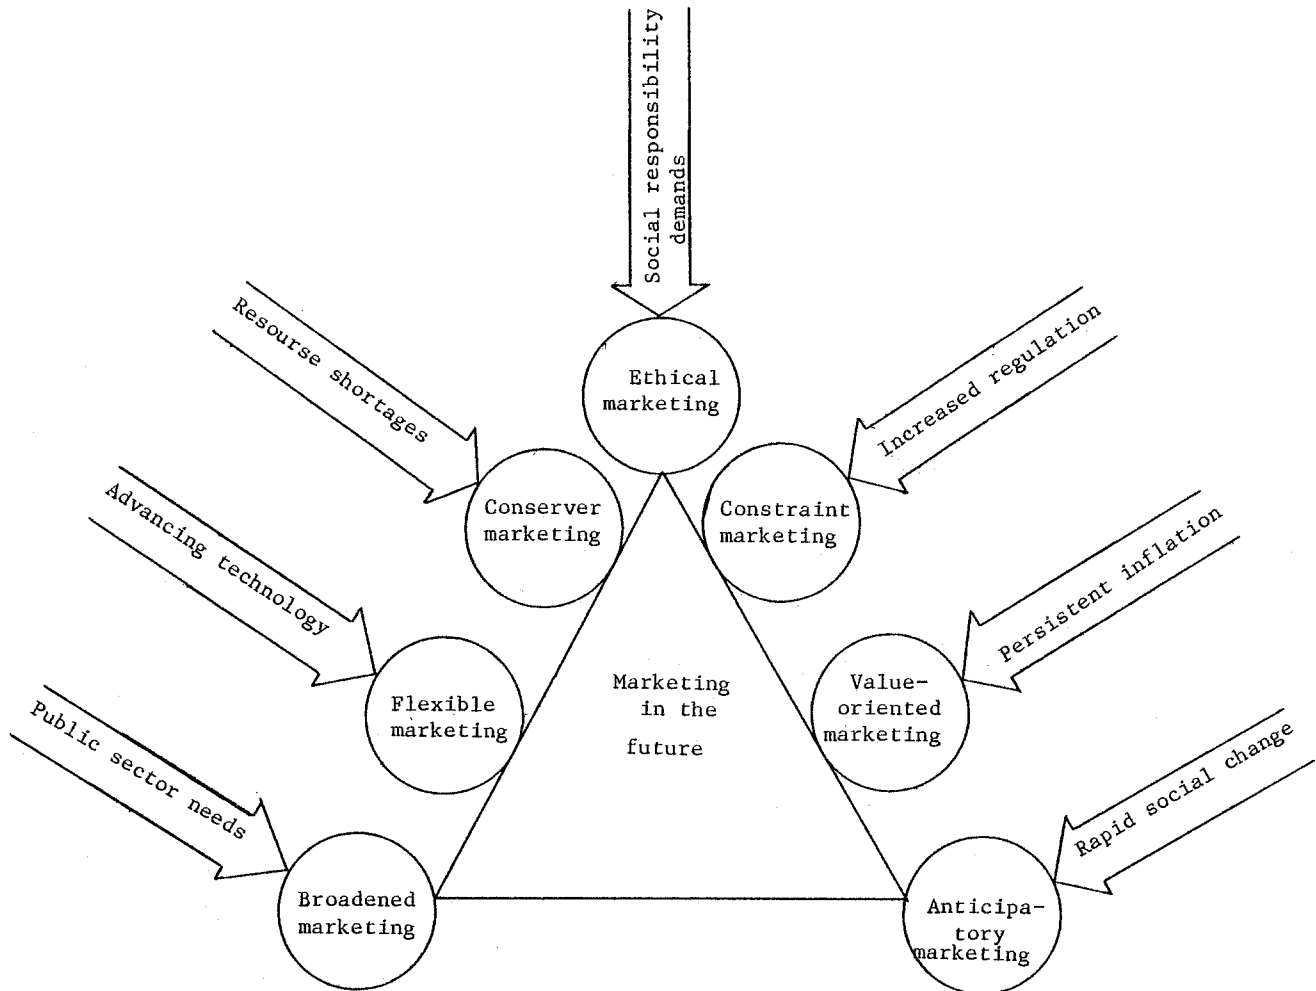 Social responsibility
demands
Resourse shortages
Increased regulation
Ethical
marketing
Conserver
marketing
Constraint
marketing
Advancing technology
Persistent inflation
Flexible
marketing
Marketing
in the
future
Value-
oriented
marketing
Public sector needs
Rapid social change
Broadened
marketing
Anticipa-
tory
marketing